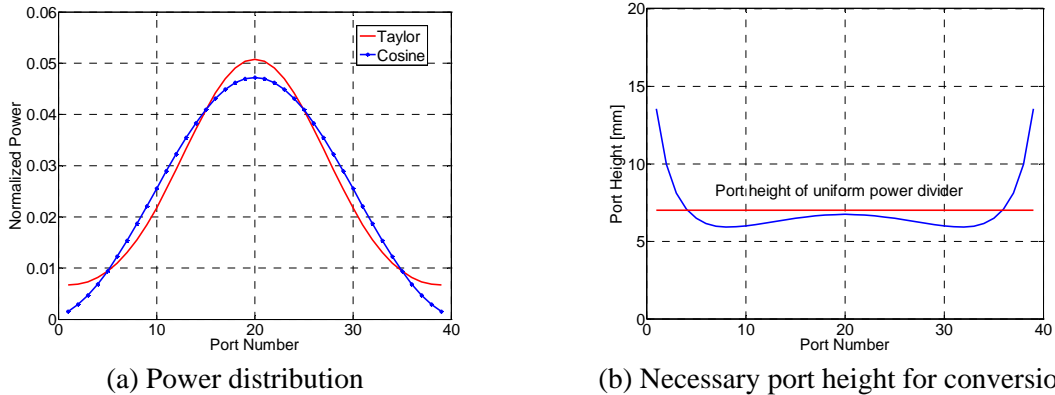 0.06
0.05
0.04
0.03
0.02
0.01
0
0
10
20
30
40
Normalized Power
Port Number
Taylor
Cosine
(a) Power distribution
20
15
10
5
0
0
10
20
30
40
Port Height [mm]
Port height of uniform power divider
Port Number
(b) Necessary port height for conversio